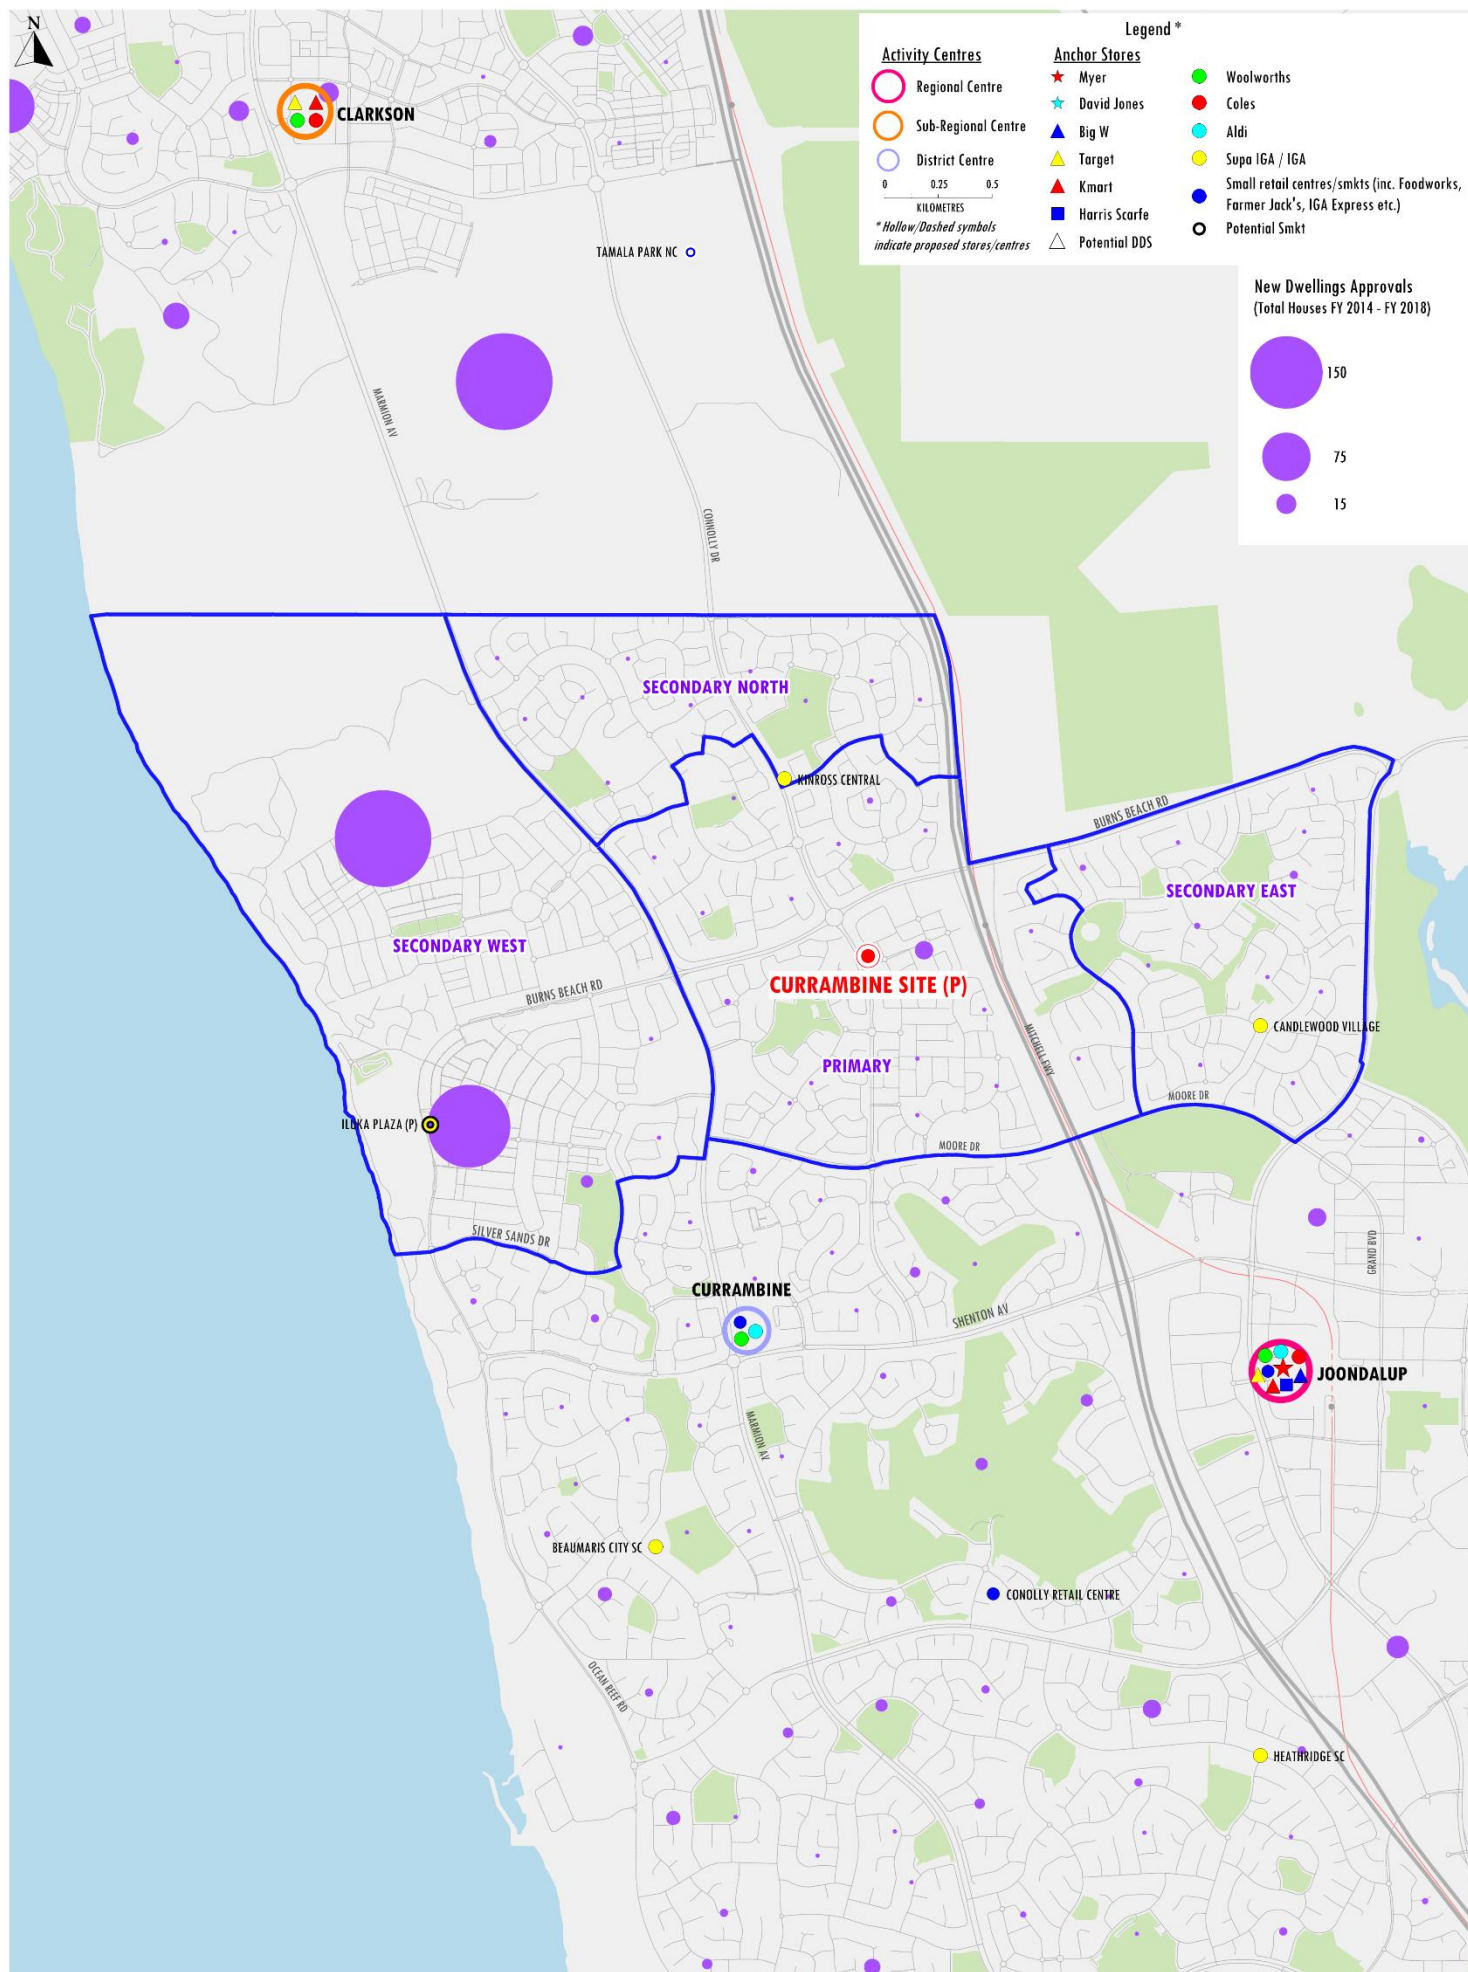 N
Legend *
Activity Centres
Regional Centre
Sub-Regional Centre
District Centre
0 0.25 0.5
KILOMETRES
* Hollow/Dashed symbols
indicate proposed stores/centres
Anchor Stores
Myer
David Jones
Big W
Target
Kmart
Harris Scarfe
Potential DDS
Woolworths
Coles
Aldi
Supa IGA / IGA
Small retail centres/smkts (inc. Foodworks,
Farmer Jack's, IGA Express etc.)
Potential Smkt
New Dwellings Approvals
(Total Houses FY 2014 - FY 2018)
150
75
15
CLARKSON
TAMALA PARK NC
MARMION AV
CONNOLLY DR
SECONDARY NORTH
KINROSS CENTRAL
BURNS BEACH RD
SECONDARY EAST
SECONDARY WEST
CURRAMBINE SITE (P)
BURNS BEACH RD
CANDLEWOOD VILLAGE
MITCHELL FWY
PRIMARY
MOORE DR
ILUKA PLAZA (P)
MOORE DR
SILVER SANDS DR
GRAND BVD
CURRAMBINE
SHENTON AV
JOONDALUP
MARMION AV
BEAUMARIS CITY SC
CONOLLY RETAIL CENTRE
OCEAN REEF RD
HEATHRIDGE SC